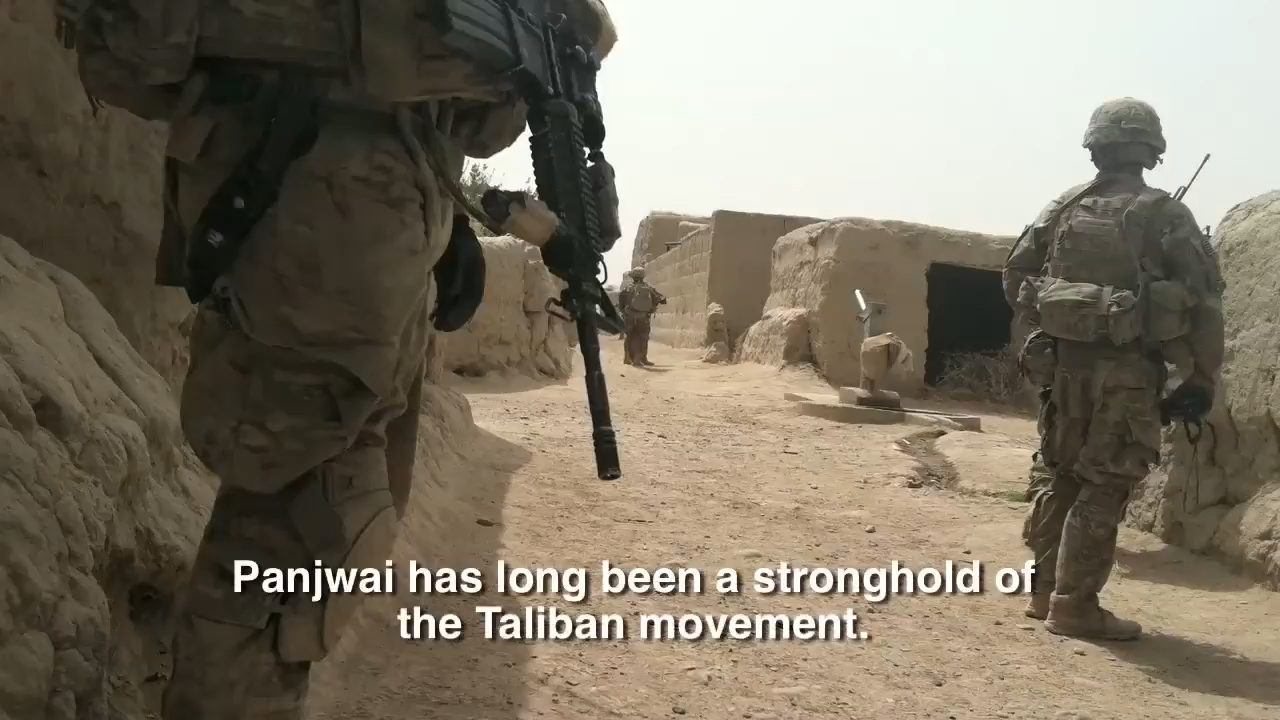 Panjwai has long been a stronghold of
the Taliban movement.